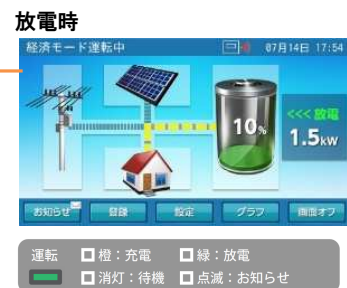 放電時
経済モード運転中 07月14日 17:54
<<< 放電
10%
1.5kW
お知らせ 目録 設定 グラフ 画面オフ
運転 橙:充電 緑:放電
消灯:待機 点滅:お知らせ